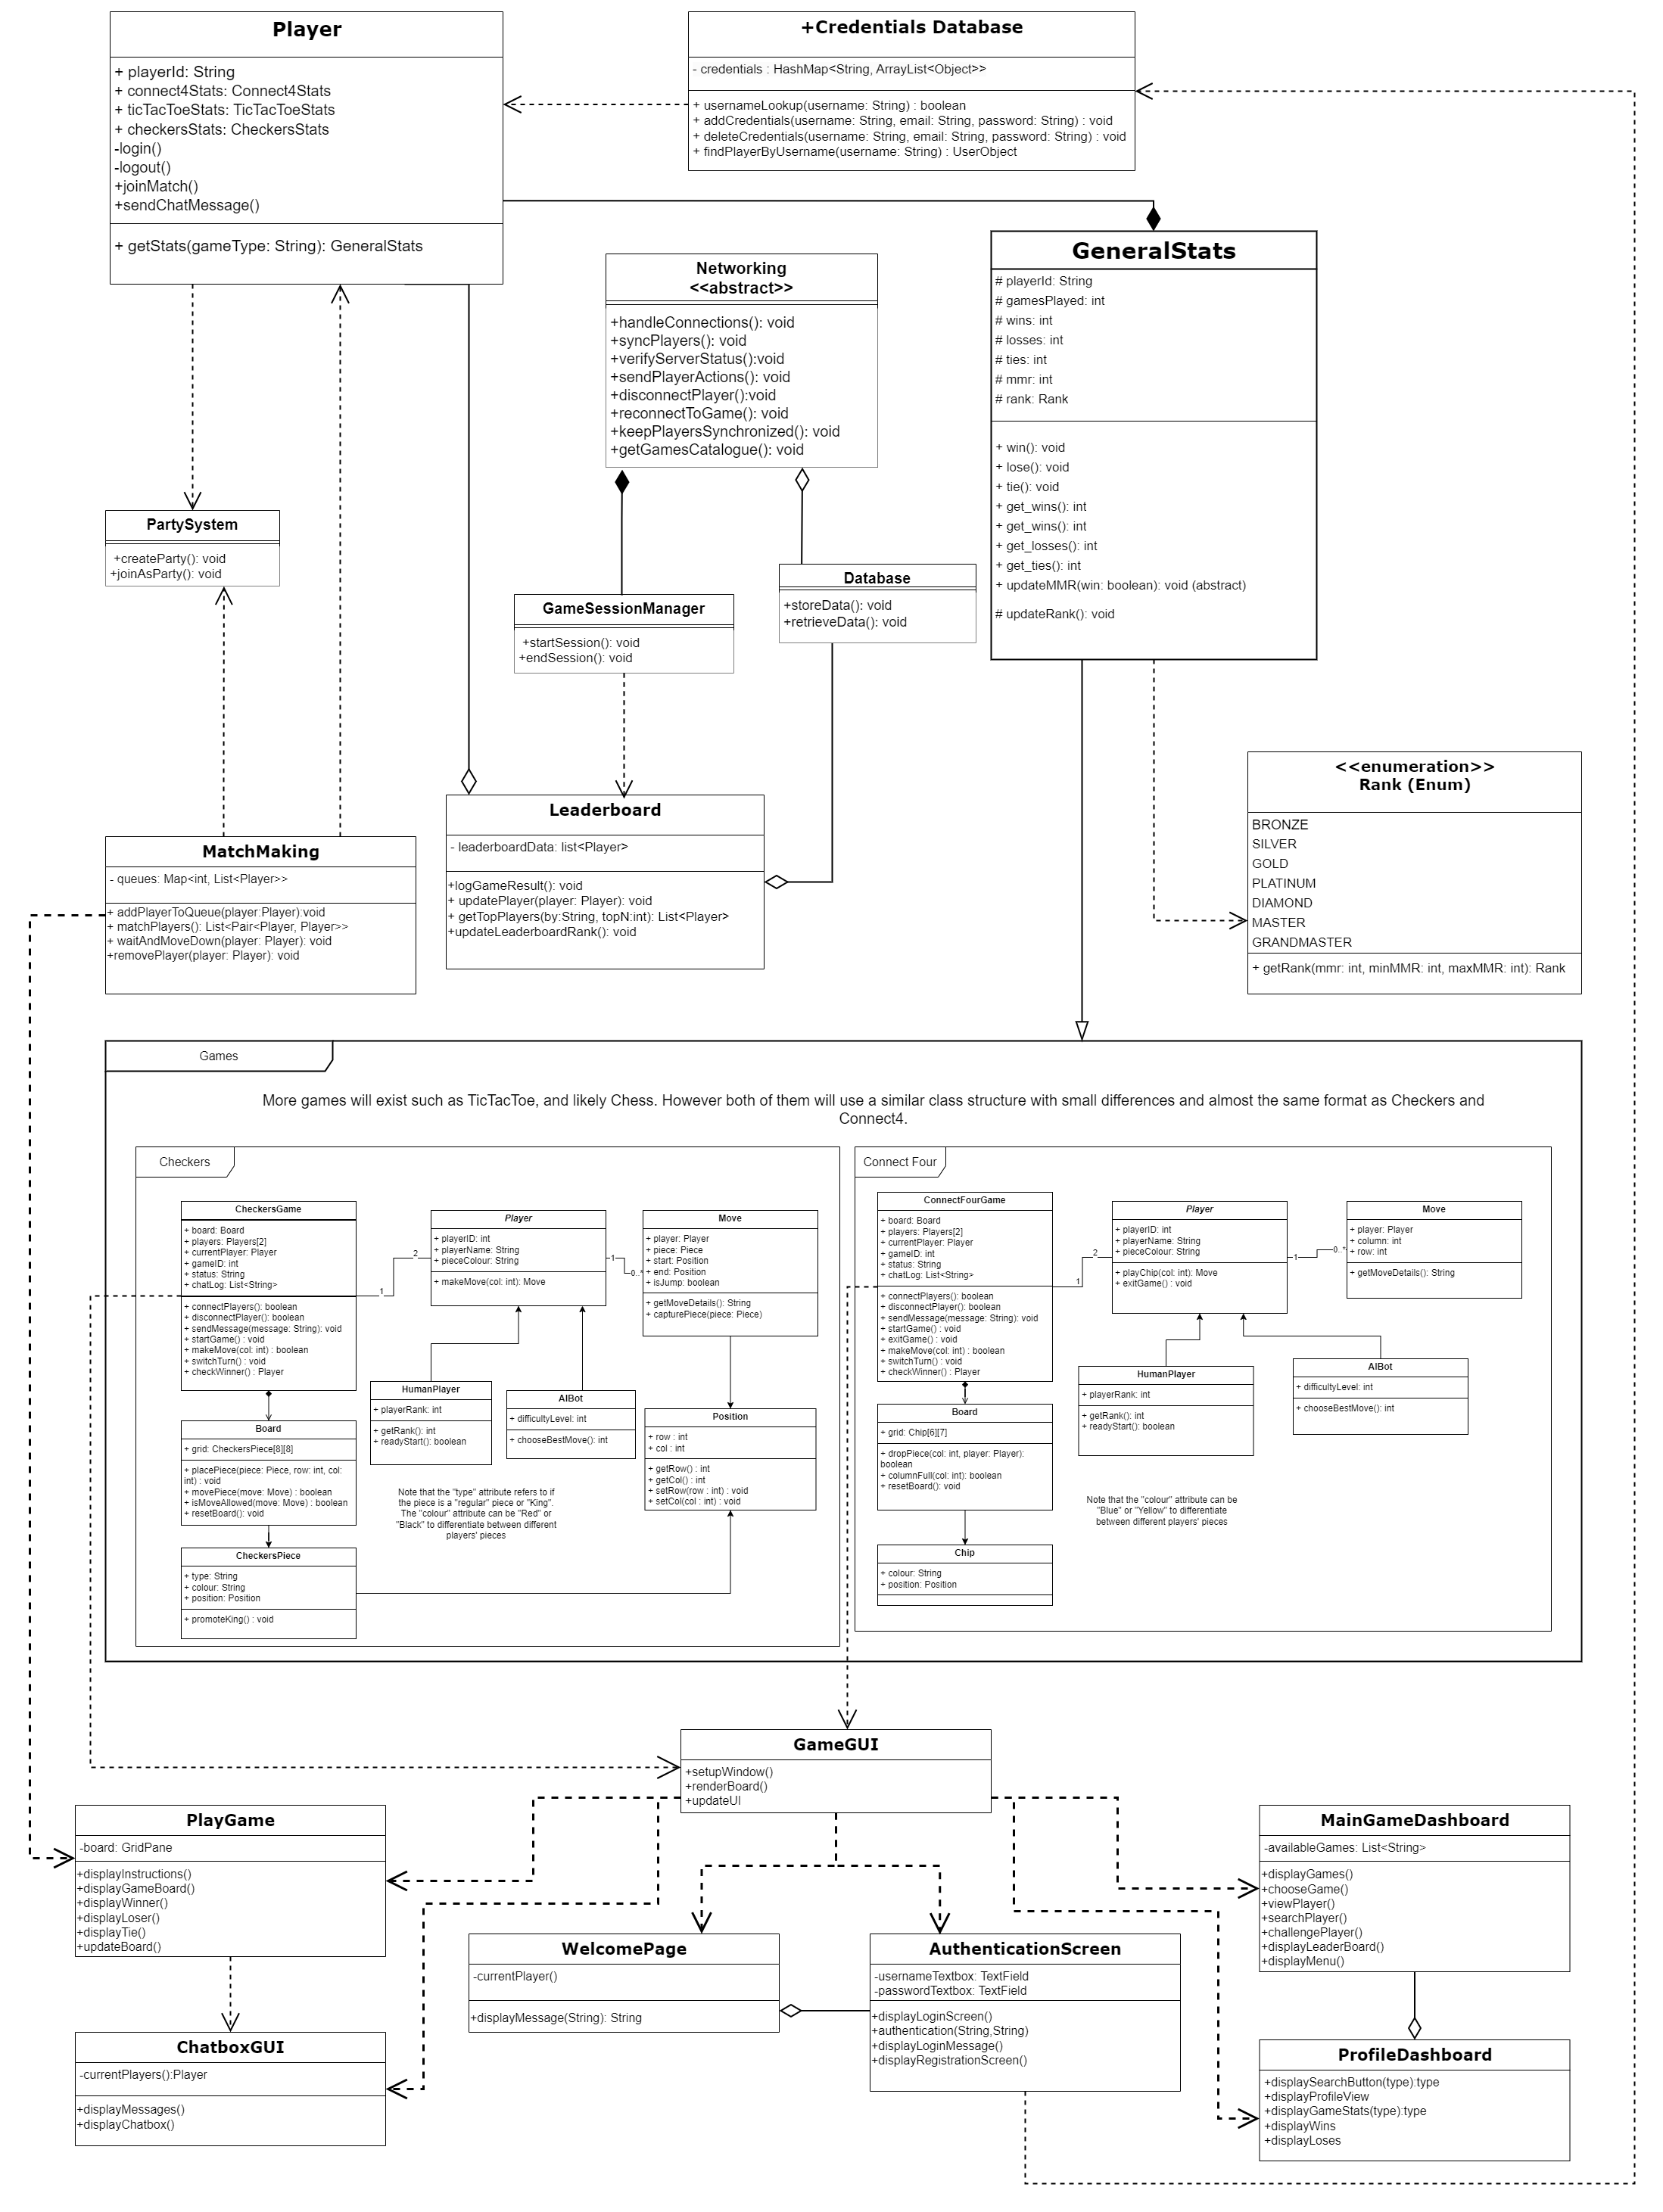 Player
+ playerId: String
+ connect4Stats: Connect4Stats
+ ticTacToeStats: TicTacToeStats
+ checkersStats: CheckersStats
-login()
-logout()
+joinMatch()
+sendChatMessage()
+ getStats(gameType: String): GeneralStats
+Credentials Database
- credentials : HashMap<String, ArrayList<Object>>
+ usernameLookup(username: String) : boolean
+ addCredentials(username: String, email: String, password: String) : void
+ deleteCredentials(username: String, email: String, password: String) : void
+ findPlayerByUsername(username: String) : UserObject
Networking
<<abstract>>
+handleConnections(): void
+syncPlayers(): void
+verifyServerStatus():void
+sendPlayerActions(): void
+disconnectPlayer():void
+reconnectToGame(): void
+keepPlayersSynchronized(): void
+getGamesCatalogue(): void
GeneralStats
# playerId: String
# gamesPlayed: int
# wins: int
# losses: int
# ties: int
# mmr: int
# rank: Rank
+ win(): void
+ lose(): void
+ tie(): void
+ get_wins(): int
+ get_wins(): int
+ get_losses(): int
+ get_ties(): int
+ updateMMR(win: boolean): void (abstract)
# updateRank(): void
PartySystem
+createParty(): void
+joinAsParty(): void
GameSessionManager
+startSession(): void
+endSession(): void
Database
+storeData(): void
+retrieveData(): void
<<enumeration>>
Rank (Enum)
BRONZE
SILVER
GOLD
PLATINUM
DIAMOND
MASTER
GRANDMASTER
+ getRank(mmr: int, minMMR: int, maxMMR: int): Rank
Leaderboard
- leaderboardData: list<Player>
+logGameResult(): void
+ updatePlayer(player: Player): void
+ getTopPlayers(by:String, topN:int): List<Player>
+updateLeaderboardRank(): void
MatchMaking
- queues: Map<int, List<Player>>
+ addPlayerToQueue(player:Player):void
+ matchPlayers(): List<Pair<Player, Player>>
+ waitAndMoveDown(player: Player): void
+removePlayer(player: Player): void
Games
More games will exist such as TicTacToe, and likely Chess. However both of them will use a similar class structure with small differences and almost the same format as Checkers and
Connect4.
Checkers
CheckersGame
+ board: Board
+ players: Players[2]
+ currentPlayer: Player
+ gameID: int
+ status: String
+ chatLog: List<String>
+ connectPlayers(): boolean
+ disconnectPlayer(): boolean
+ sendMessage(message: String): void
+ startGame() : void
+ makeMove(col: int) : boolean
+ switchTurn() : void
+ checkWinner() : Player
1
2
Player
+ playerID: int
+ playerName: String
+ pieceColour: String
+ makeMove(col: int): Move
1
0..*
Move
+ player: Player
+ piece: Piece
+ start: Position
+ end: Position
+ isJump: boolean
+ getMoveDetails(): String
+ capturePiece(piece: Piece)
HumanPlayer
+ playerRank: int
+ getRank(): int
+ readyStart(): boolean
AIBot
+ difficultyLevel: int
+ chooseBestMove(): int
Position
+ row : int
+ col : int
+ getRow() : int
+ getCol() : int
+ setRow(row : int) : void
+ setCol(col : int) : void
Board
+ grid: CheckersPiece[8][8]
+ placePiece(piece: Piece, row: int, col:
int) : void
+ movePiece(move: Move) : boolean
+ isMoveAllowed(move: Move) : boolean
+ resetBoard(): void
Note that the "type" attribute refers to if
the piece is a "regular" piece or "King".
The "colour" attribute can be "Red" or
"Black" to differentiate between different
players' pieces
CheckersPiece
+ type: String
+ colour: String
+ position: Position
+ promoteKing() : void
Connect Four
ConnectFourGame
+ board: Board
+ players: Players[2]
+ currentPlayer: Player
+ gameID: int
+ status: String
+ chatLog: List<String>
+ connectPlayers(): boolean
+ disconnectPlayer(): boolean
+ sendMessage(message: String): void
+ startGame() : void
+ exitGame() : void
+ makeMove(col: int) : boolean
+ switchTurn() : void
+ checkWinner() : Player
1
2
Player
+ playerID: int
+ playerName: String
+ pieceColour: String
+ playChip(col: int): Move
+ exitGame() : void
1
0..*
Move
+ player: Player
+ column: int
+ row: int
+ getMoveDetails(): String
HumanPlayer
+ playerRank: int
+ getRank(): int
+ readyStart(): boolean
AIBot
+ difficultyLevel: int
+ chooseBestMove(): int
Board
+ grid: Chip[6][7]
+ dropPiece(col: int, player: Player):
boolean
+ columnFull(col: int): boolean
+ resetBoard(): void
Note that the "colour" attribute can be
"Blue" or "Yellow" to differentiate
between different players' pieces
Chip
+ colour: String
+ position: Position
GameGUI
+setupWindow()
+renderBoard()
+updateUI
PlayGame
-board: GridPane
+displayInstructions()
+displayGameBoard()
+displayWinner()
+displayLoser()
+displayTie()
+updateBoard()
MainGameDashboard
-availableGames: List<String>
+displayGames()
+chooseGame()
+viewPlayer()
+searchPlayer()
+challengePlayer()
+displayLeaderBoard()
+displayMenu()
WelcomePage
-currentPlayer()
+displayMessage(String): String
AuthenticationScreen
-usernameTextbox: TextField
-passwordTextbox: TextField
+displayLoginScreen()
+authentication(String,String)
+displayLoginMessage()
+displayRegistrationScreen()
ChatboxGUI
-currentPlayers():Player
+displayMessages()
+displayChatbox()
ProfileDashboard
+displaySearchButton(type):type
+displayProfileView
+displayGameStats(type):type
+displayWins
+displayLoses